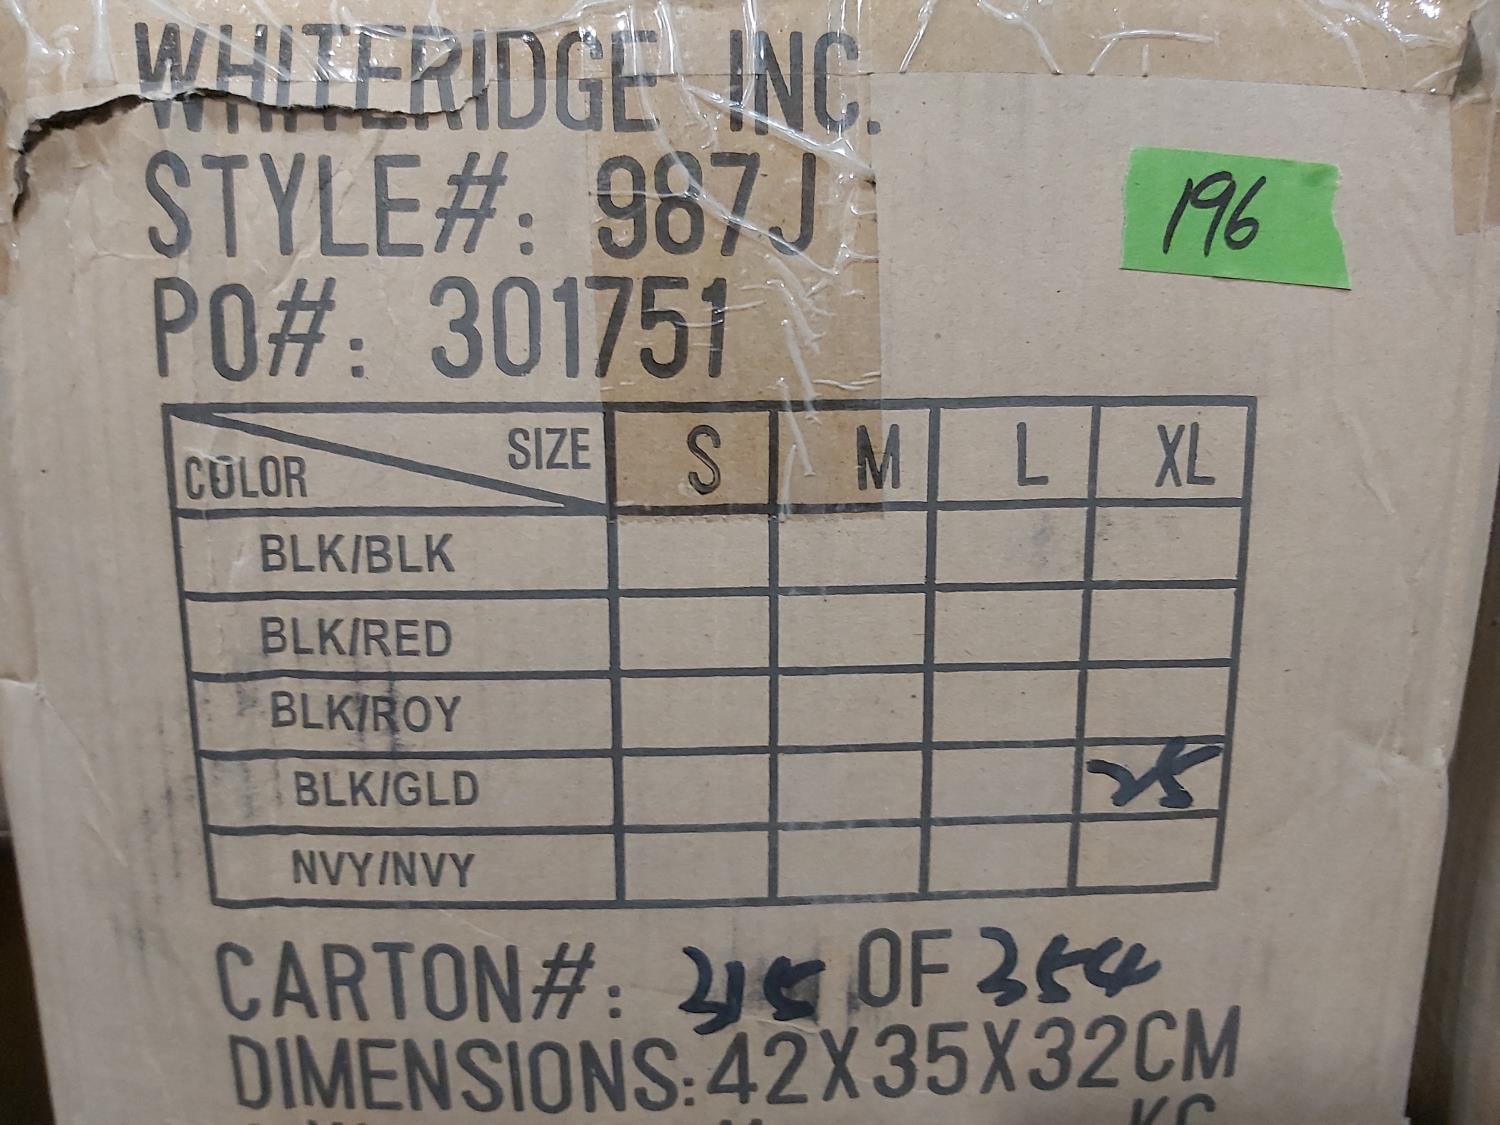 WHITERIDGE INC.
STYLE#: 987J
196
PO#: 301751
SIZE S M L XL
COLOR
BLK/BLK
BLK/RED
BLK/ROY
BLK/GLD 25
NVY/NVY
CARTON#: 315 OF 354
DIMENSIONS:42X35X32CM